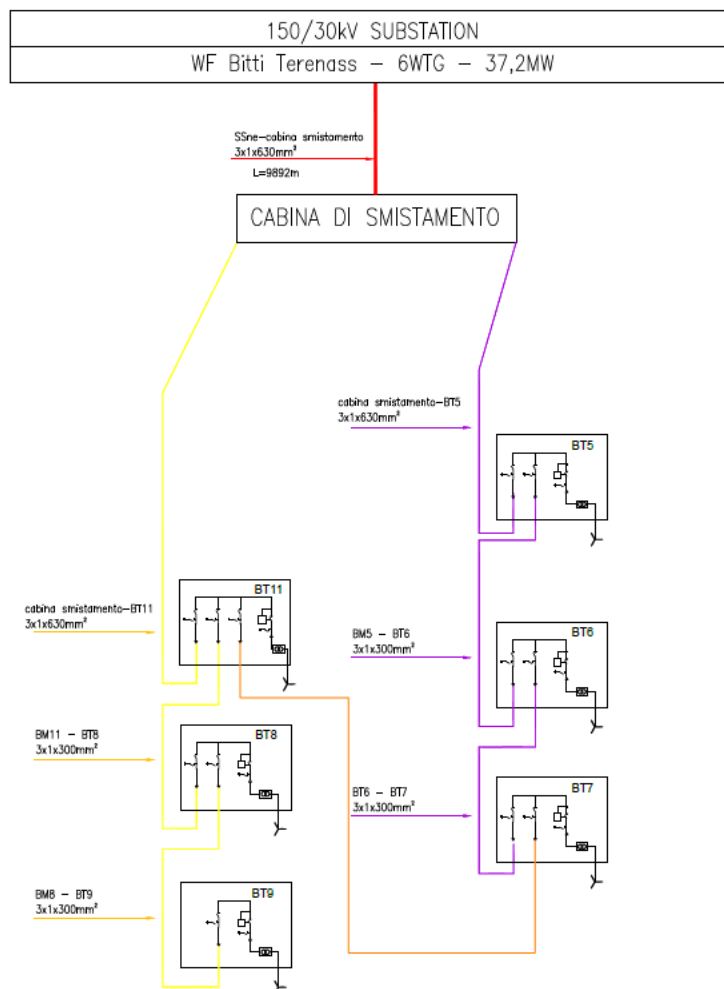 150/30kV SUBSTATION
WF Bitti Terenass - 6WTG - 37,2MW
SSne-cabina smistamento
3x1x630mm²
L=9892m
CABINA DI SMISTAMENTO
cabina smistamento-BT5
3x1x630mm²
BT5
BT11
cabina smistamento-BT11
3x1x630mm²
BM5 - BT6
3x1x300mm²
BT6
BM11 - BT8
3x1x300mm²
BT8
BT6 - BT7
3x1x300mm²
BT7
BM8 - BT9
3x1x300mm²
BT9